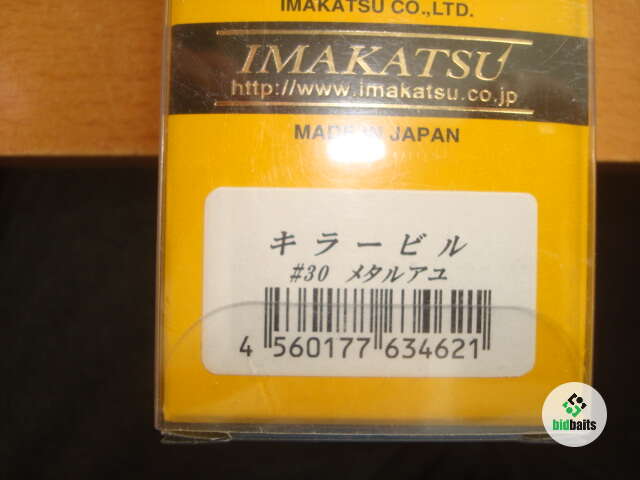 IMAKATSU CO.,LTD.
IMAKATSU
http://www.imakatsu.co.jp
MADE IN JAPAN
キラービル
#30 メタルアユ
4 560177 634621
bidbaits